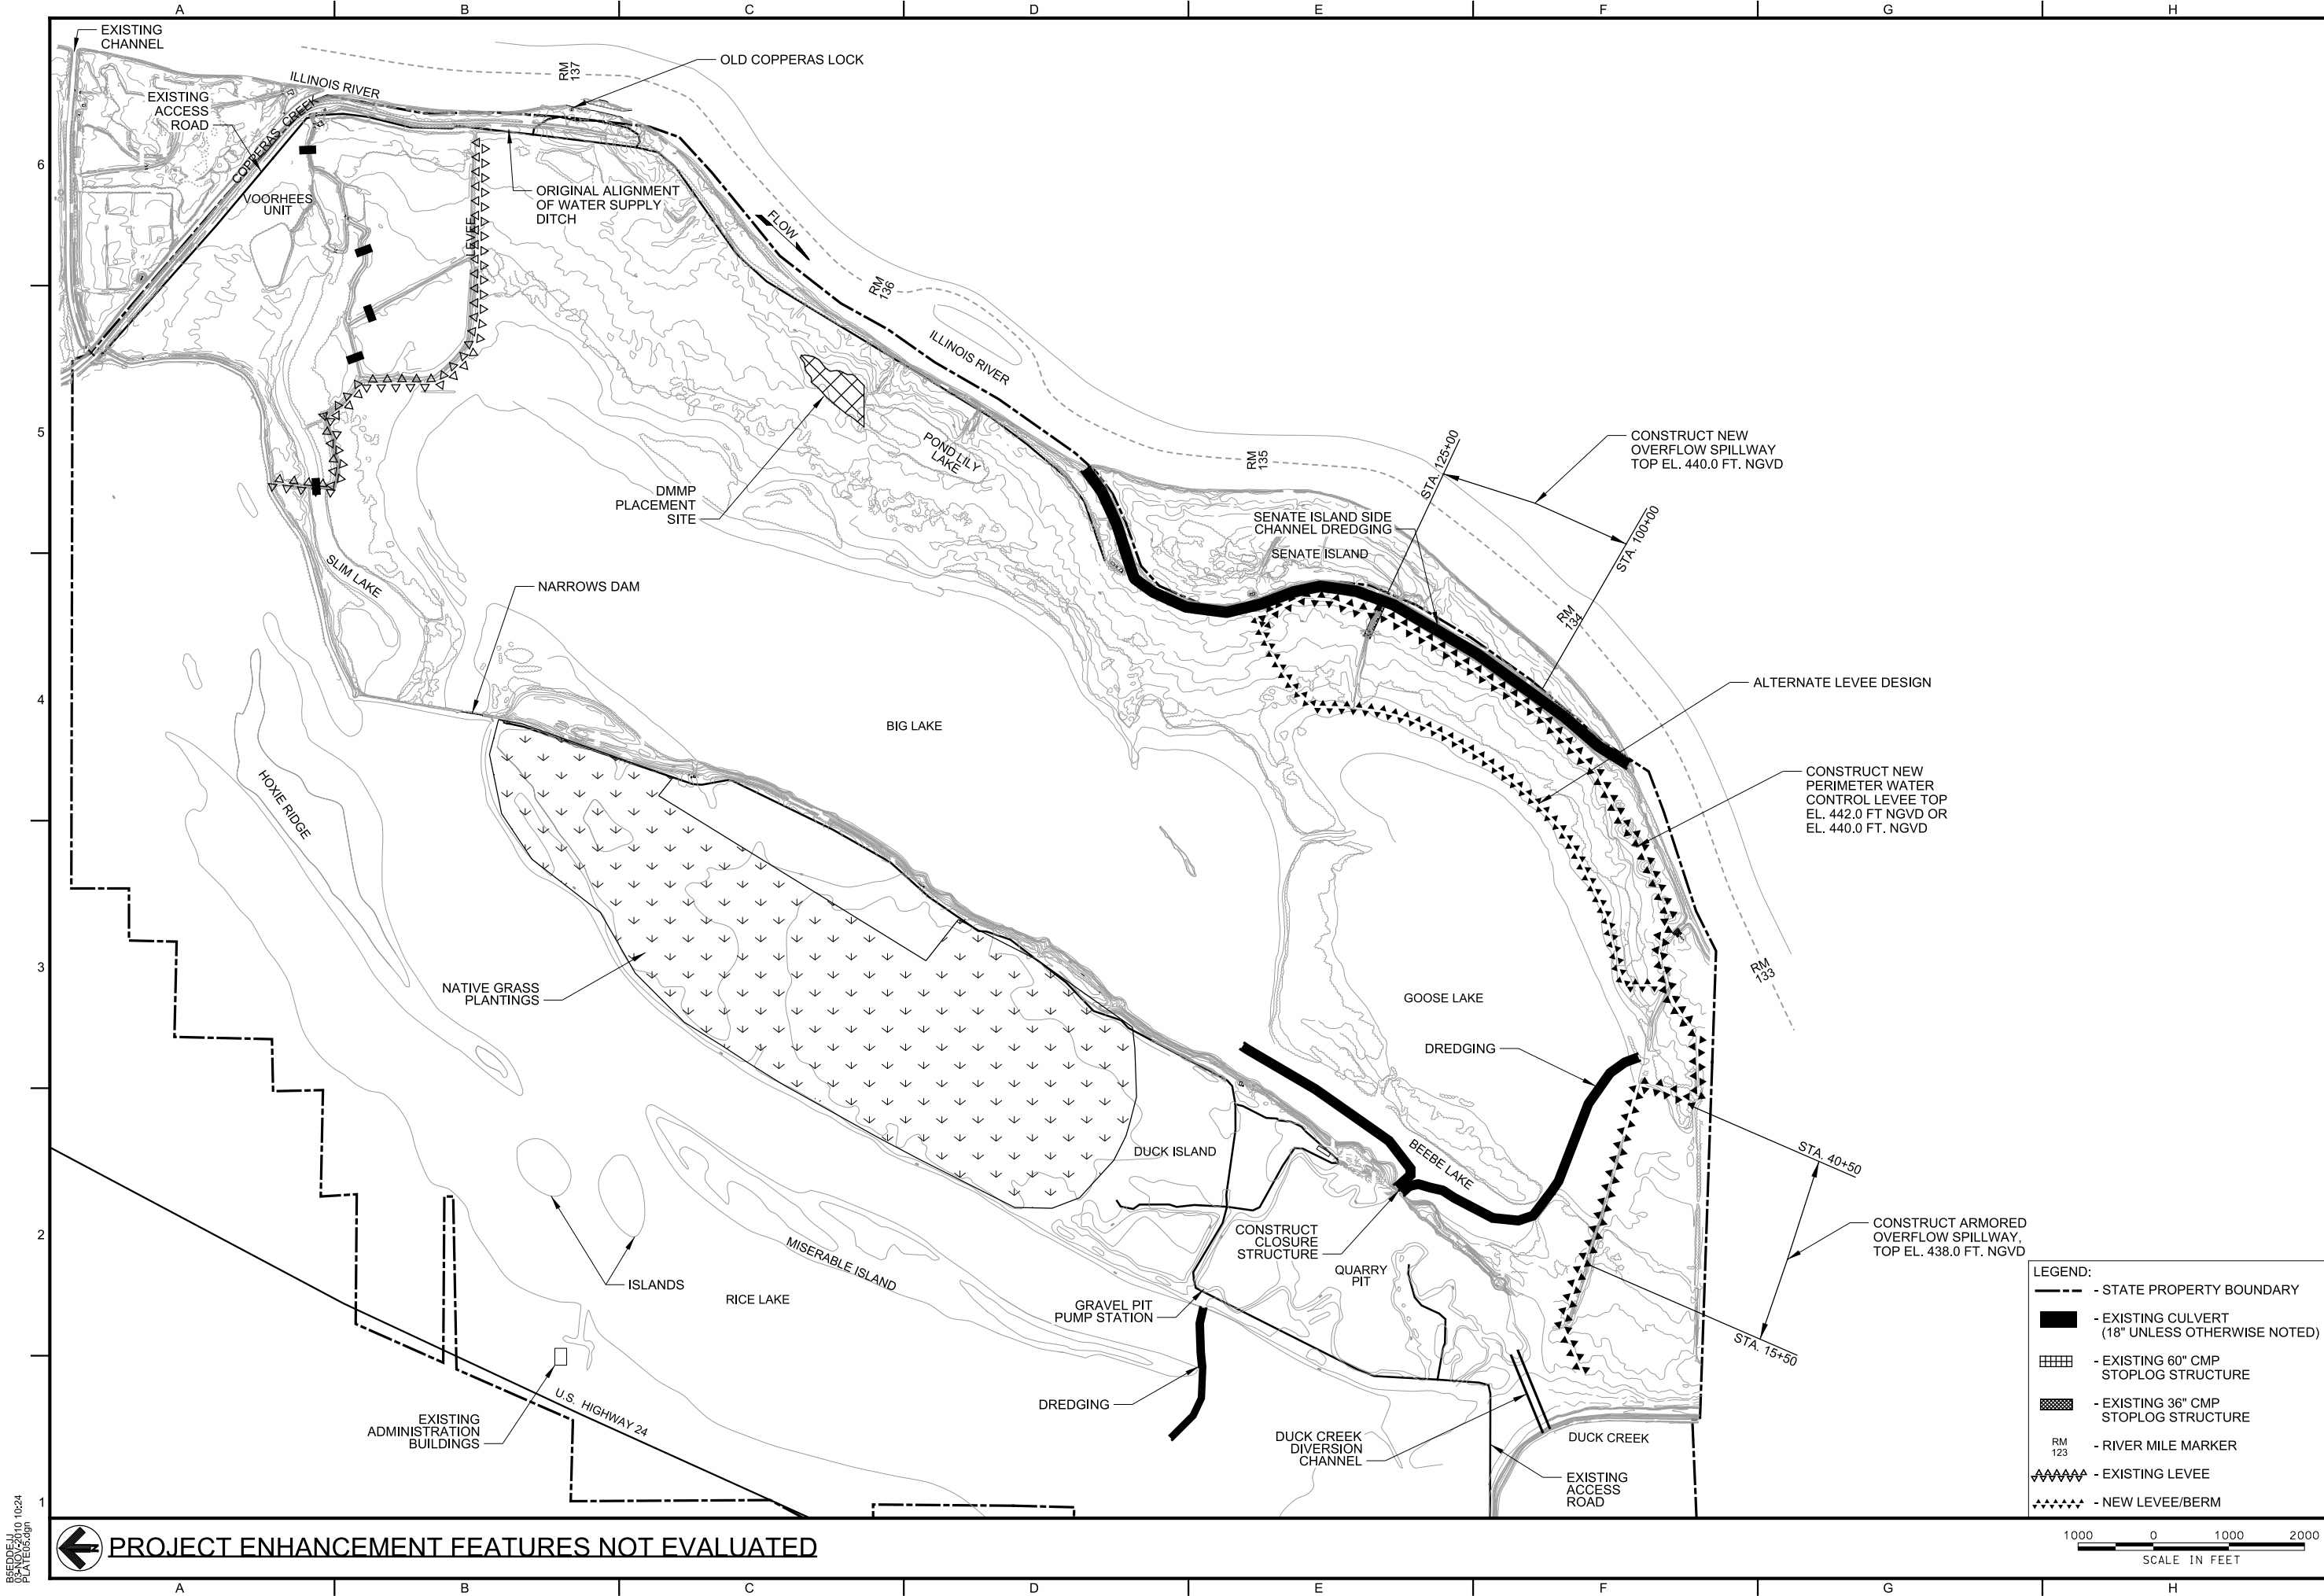 A B C D E F G H
EXISTING
CHANNEL
ILLINOIS RIVER
RM
137
OLD COPPERAS LOCK
EXISTING
ACCESS
ROAD
COPPERAS CREEK
6
VOORHEES
UNIT
LEVEE
ORIGINAL ALIGNMENT
OF WATER SUPPLY
DITCH
FLOW
RM
136
ILLINOIS RIVER
5
POND LILY
LAKE
RM
135
STA. 125+00
CONSTRUCT NEW
OVERFLOW SPILLWAY
TOP EL. 440.0 FT. NGVD
DMMP
PLACEMENT
SITE
SENATE ISLAND SIDE
CHANNEL DREDGING
SENATE ISLAND
STA. 100+00
SLIM LAKE
NARROWS DAM
RM
134
4
BIG LAKE
ALTERNATE LEVEE DESIGN
HOXIE RIDGE
CONSTRUCT NEW
PERIMETER WATER
CONTROL LEVEE TOP
EL. 442.0 FT NGVD OR
EL. 440.0 FT. NGVD
3
RM
133
NATIVE GRASS
PLANTINGS
GOOSE LAKE
DREDGING
DUCK ISLAND
BEEBE LAKE
STA. 40+50
2
CONSTRUCT
CLOSURE
STRUCTURE
QUARRY
PIT
CONSTRUCT ARMORED
OVERFLOW SPILLWAY,
TOP EL. 438.0 FT. NGVD
MISERABLE ISLAND
ISLANDS
RICE LAKE
GRAVEL PIT
PUMP STATION
STA. 15+50
DREDGING
U.S. HIGHWAY 24
EXISTING
ADMINISTRATION
BUILDINGS
DUCK CREEK
DIVERSION
CHANNEL
DUCK CREEK
EXISTING
ACCESS
ROAD
1
LEGEND:
- STATE PROPERTY BOUNDARY
- EXISTING CULVERT
(18" UNLESS OTHERWISE NOTED)
- EXISTING 60" CMP
STOPLOG STRUCTURE
- EXISTING 36" CMP
STOPLOG STRUCTURE
RM
123
- RIVER MILE MARKER
- EXISTING LEVEE
- NEW LEVEE/BERM
B5EDDEJJ
03-NOV-2010 10:24
PLATE05.dgn
N
PROJECT ENHANCEMENT FEATURES NOT EVALUATED
1000 0 1000 2000
SCALE IN FEET
A B C D E F G H